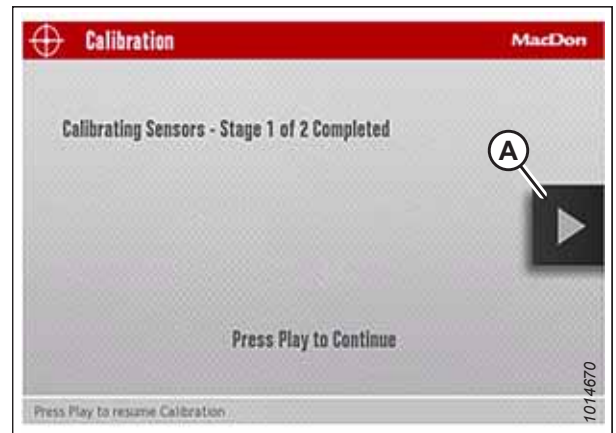 Calibration
MacDon
Calibrating Sensors - Stage 1 of 2 Completed
A
Press Play to Continue
Press Play to resume Calibration
1014670